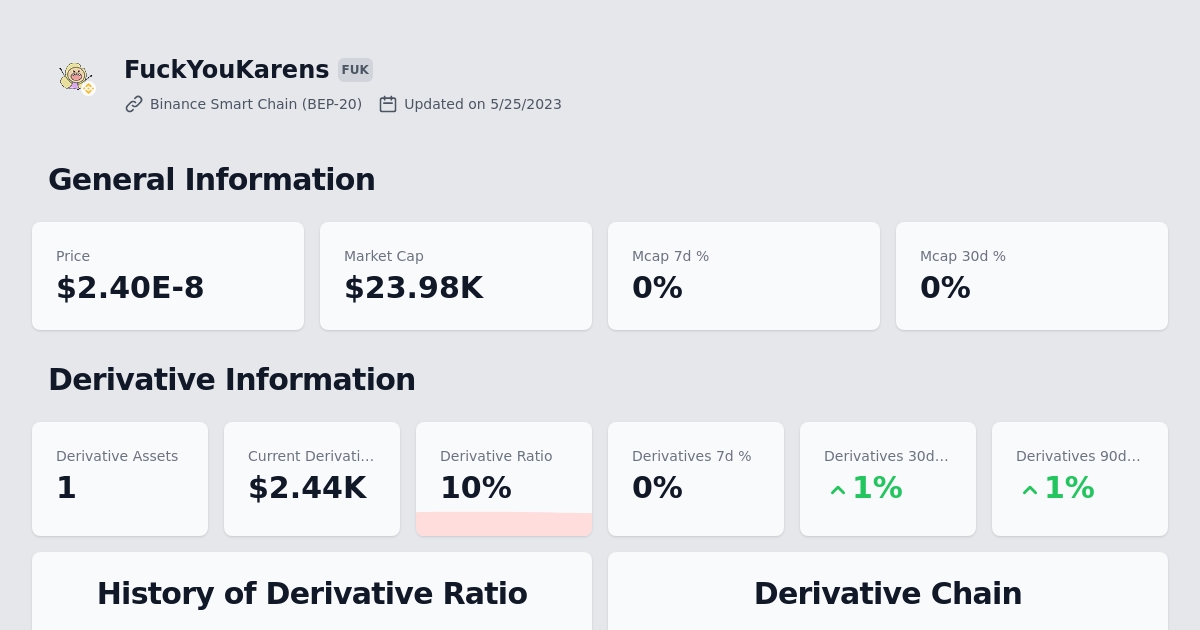 FuckYouKarens FUK
Binance Smart Chain (BEP-20) Updated on 5/25/2023
General Information
Price Market Cap Mcap 7d % Mcap 30d %
$2.40E-8 $23.98K 0% 0%
Derivative Information
Derivative Assets Current Derivati... Derivative Ratio Derivatives 7d % Derivatives 30d... Derivatives 90d...
1 $2.44K 10% 0% 1% 1%
History of Derivative Ratio Derivative Chain